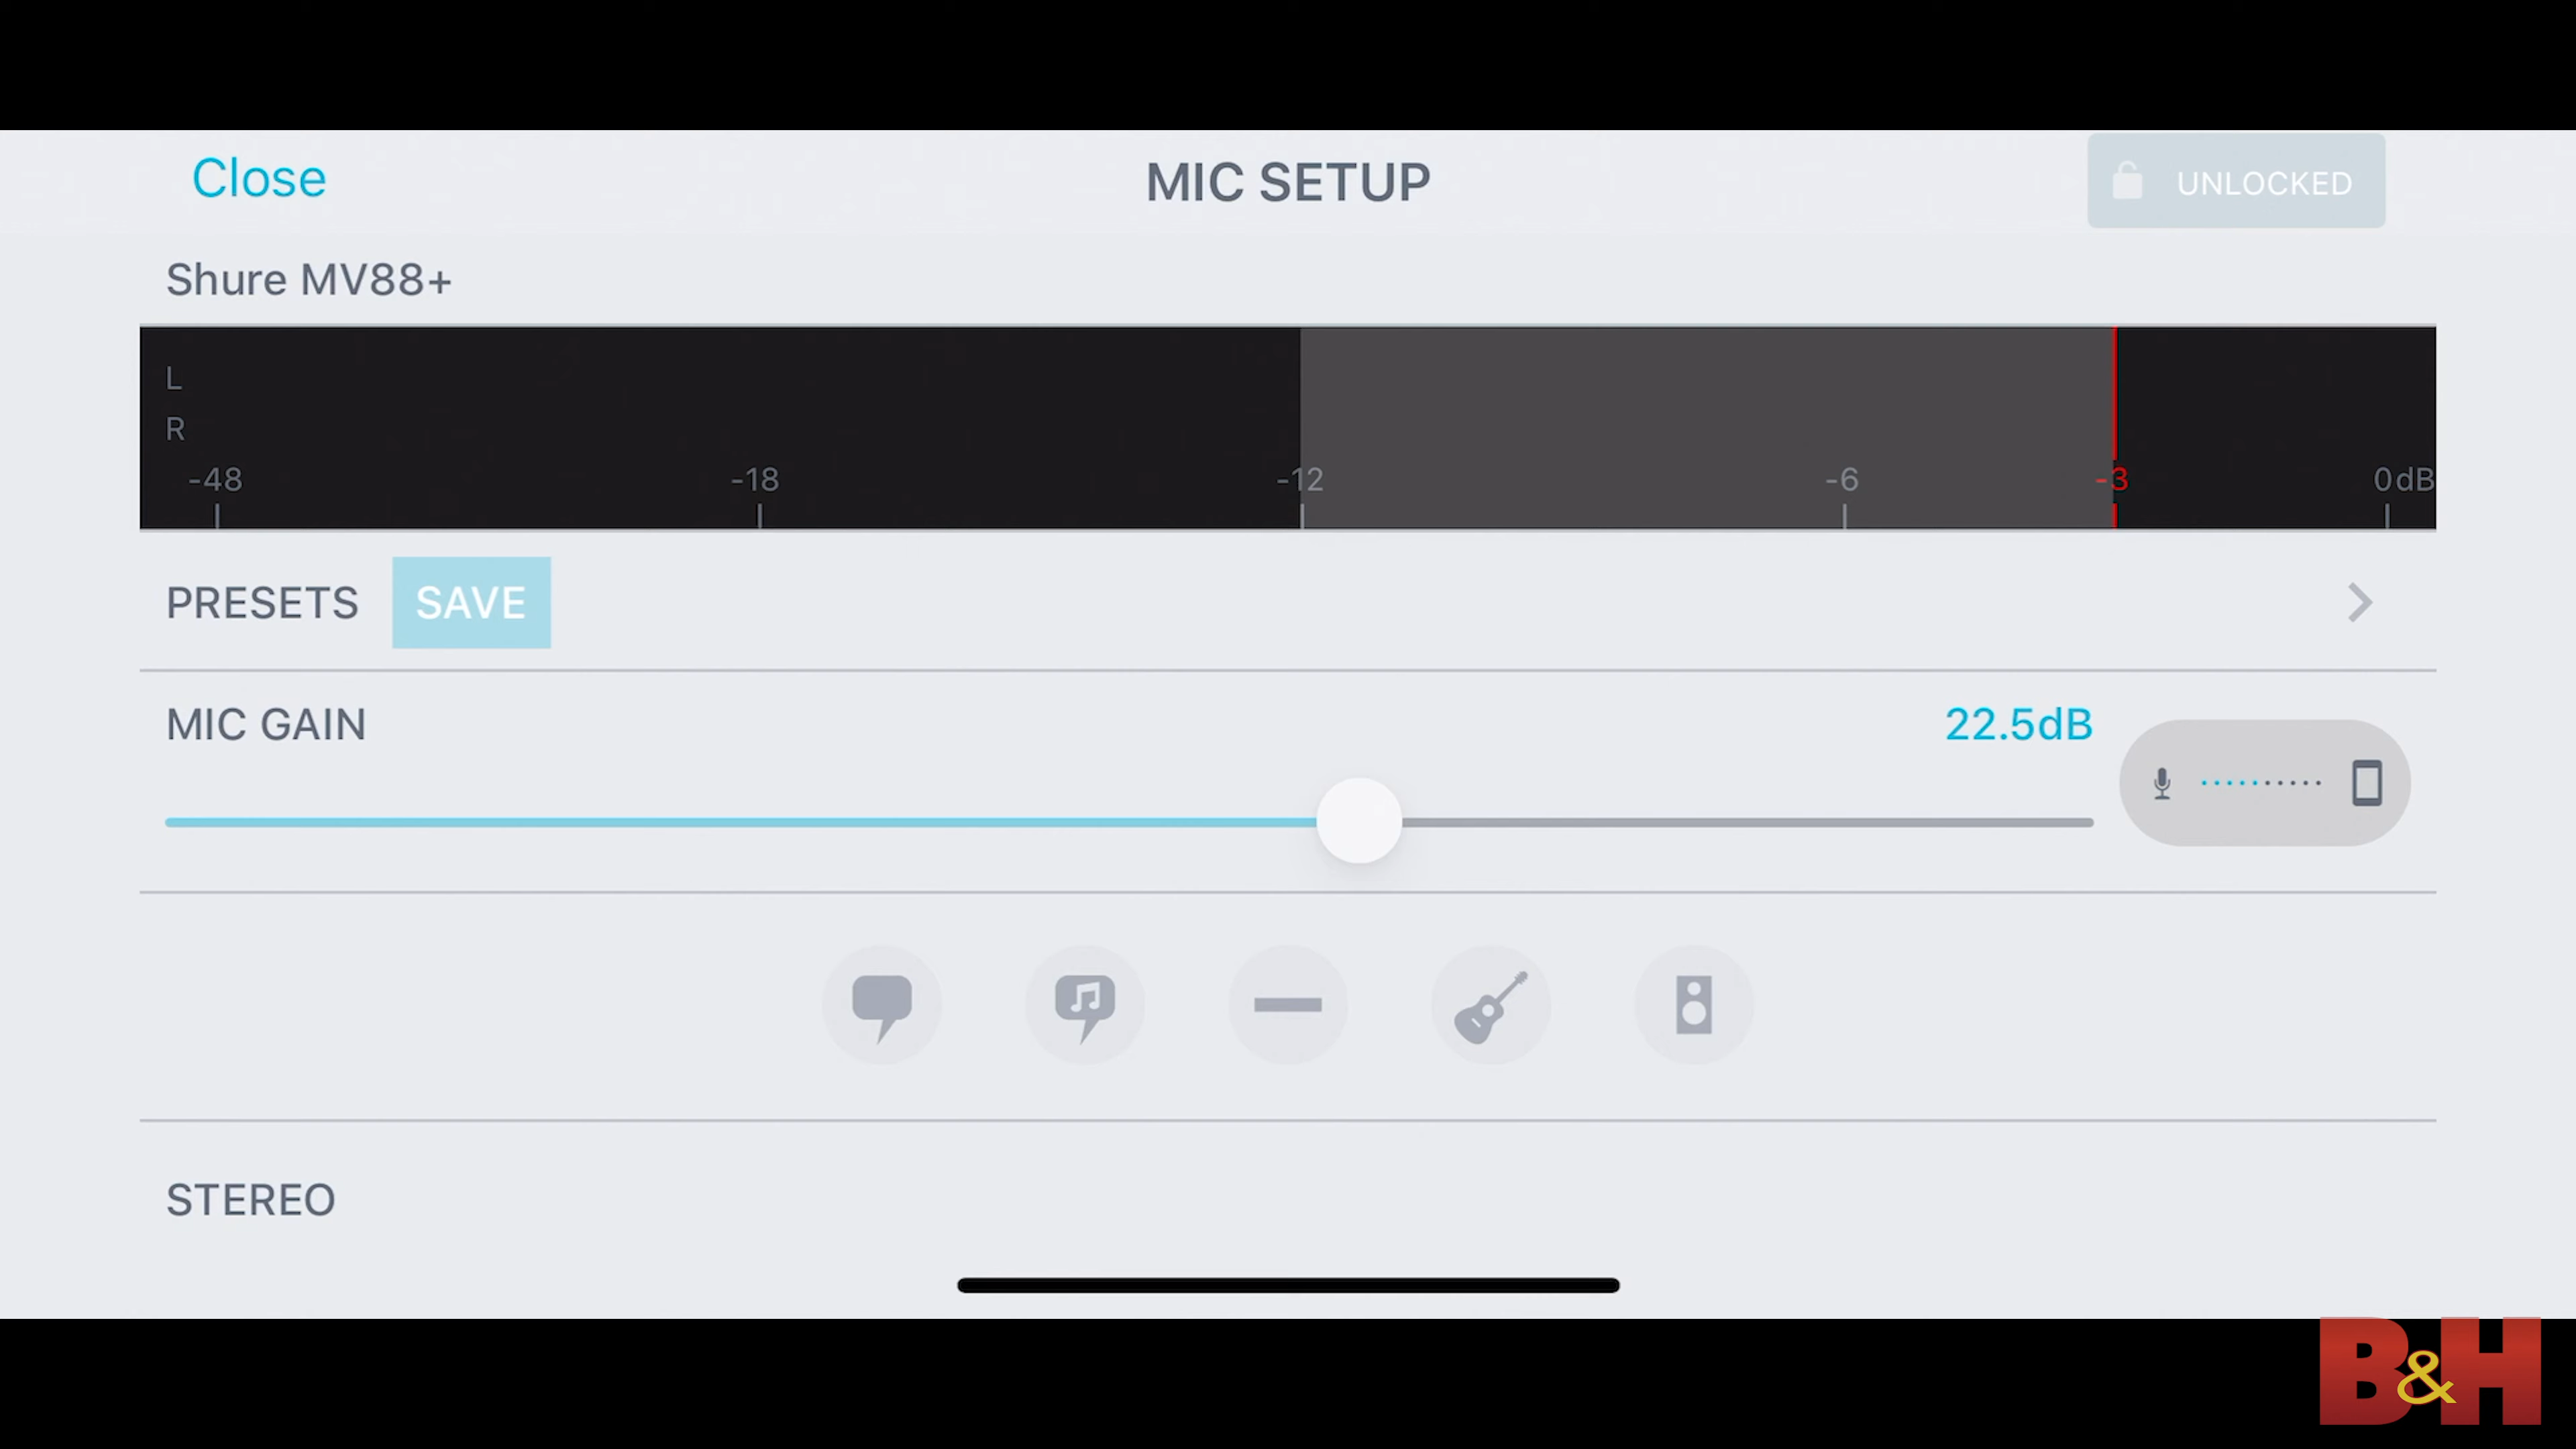 Close
MIC SETUP
UNLOCKED
Shure MV88+
L
R
-48 -18 -12 -6 -3 0dB
PRESETS
SAVE
MIC GAIN
22.5dB
STEREO
B&H